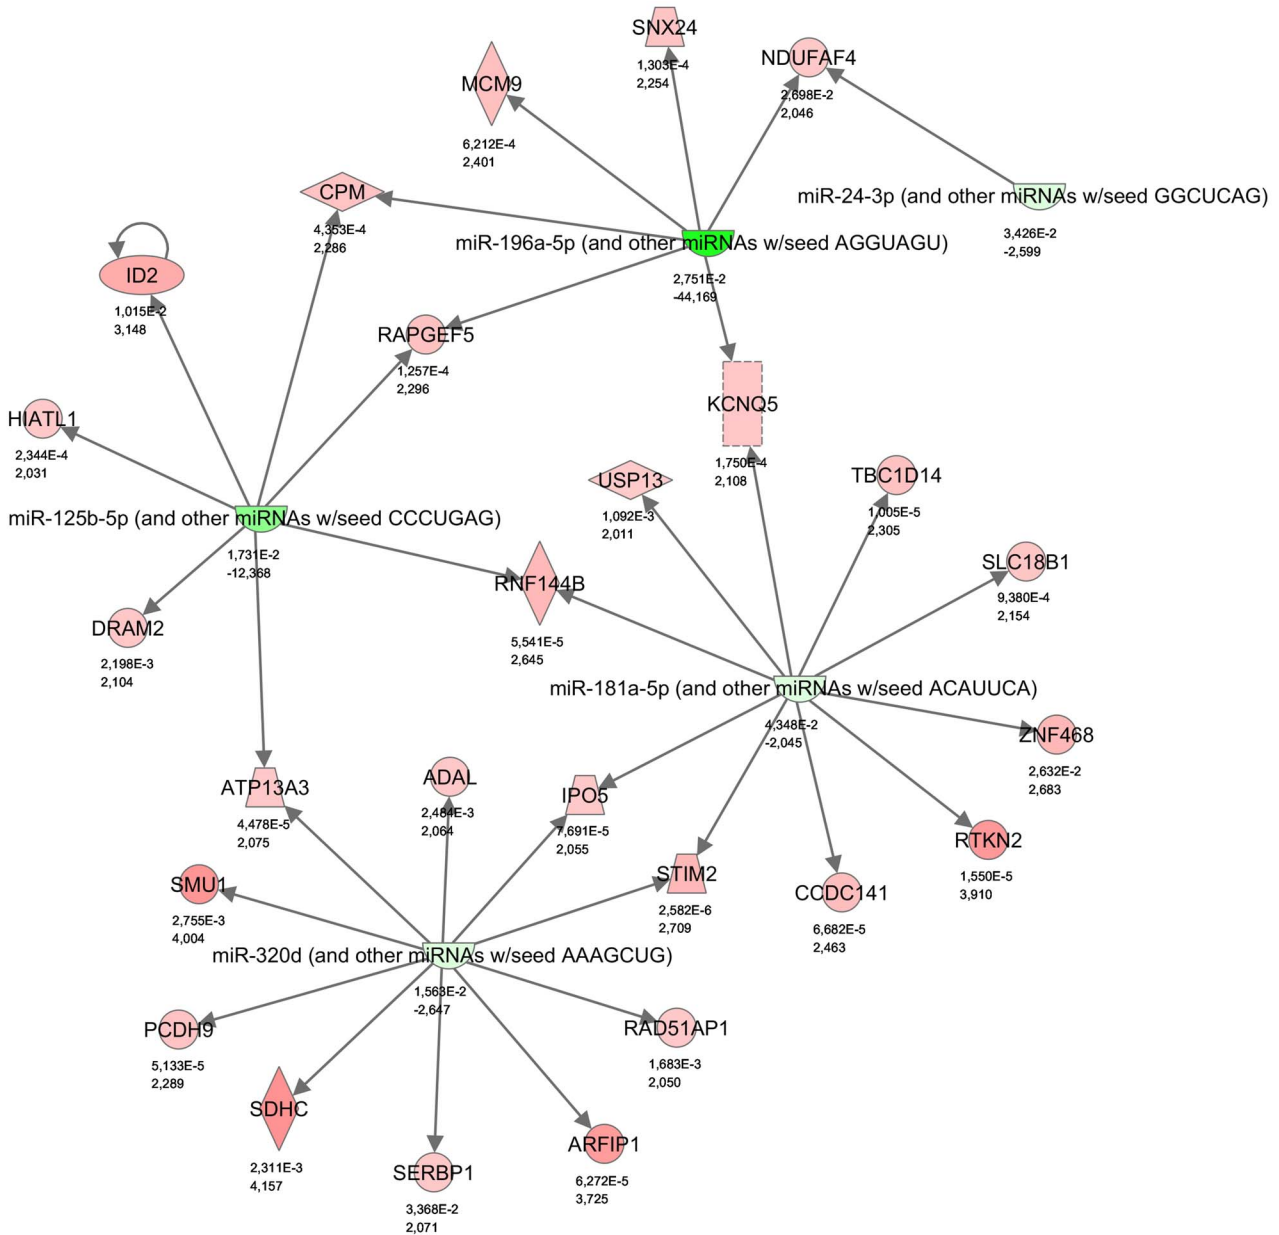 SNX24
1,303E-4
2,254
NDUFAF4
2,698E-2
2,046
MCM9
6,212E-4
2,401
CPM
4,353E-4
2,286
miR-24-3p (and other miRNAs w/seed GGCUCAG)
3,426E-2
-2,599
miR-196a-5p (and other miRNAs w/seed AGGUAGU)
2,751E-2
-44,169
ID2
1,015E-2
3,148
RAPGEF5
1,257E-4
2,296
KCNQ5
1,750E-4
2,108
HIATL1
2,344E-4
2,031
USP13
1,092E-3
2,011
TBC1D14
1,005E-5
2,305
miR-125b-5p (and other miRNAs w/seed CCCUGAG)
1,731E-2
-12,368
SLC18B1
9,380E-4
2,154
RNF144B
5,541E-5
2,645
DRAM2
2,198E-3
2,104
miR-181a-5p (and other miRNAs w/seed ACAUUCA)
4,348E-2
-2,045
ZNF468
2,632E-2
2,683
ATP13A3
4,478E-5
2,075
ADAL
2,484E-3
2,064
IPO5
7,691E-5
2,055
RTKN2
1,550E-5
3,910
STIM2
2,582E-6
2,709
SMU1
2,755E-3
4,004
CCDC141
6,682E-5
2,463
miR-320d (and other miRNAs w/seed AAAGCUG)
1,563E-2
-2,647
PCDH9
5,133E-5
2,289
RAD51AP1
1,683E-3
2,050
SDHC
2,311E-3
4,157
ARFIP1
6,272E-5
3,725
SERBP1
3,368E-2
2,071